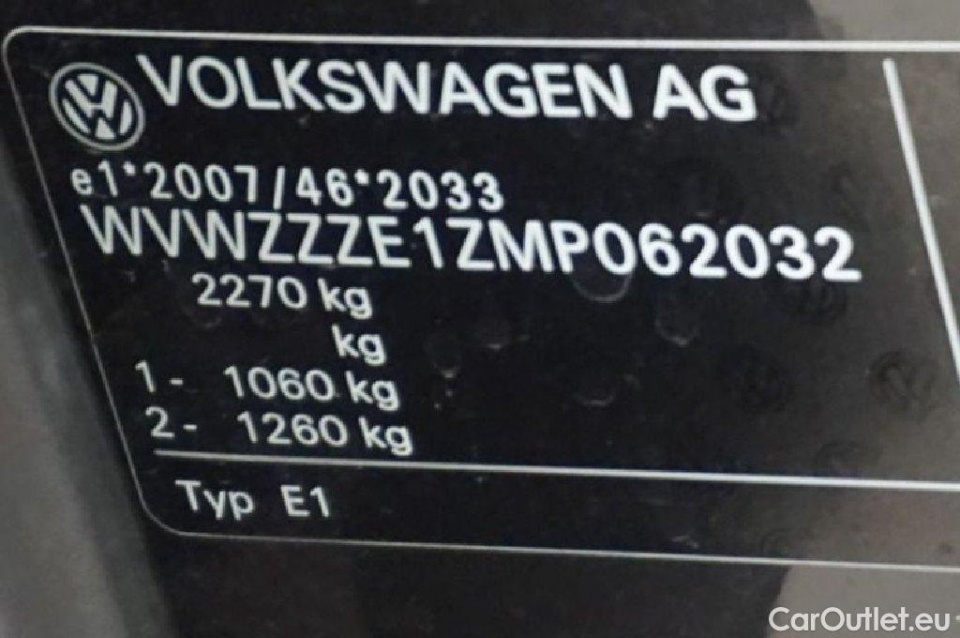 VOLKSWAGEN AG
e1*2007/46*2033
WVWZZZE1ZMP062032
2270 kg
kg
1- 1060 kg
2- 1260 kg
Typ E1
CarOutlet.eu